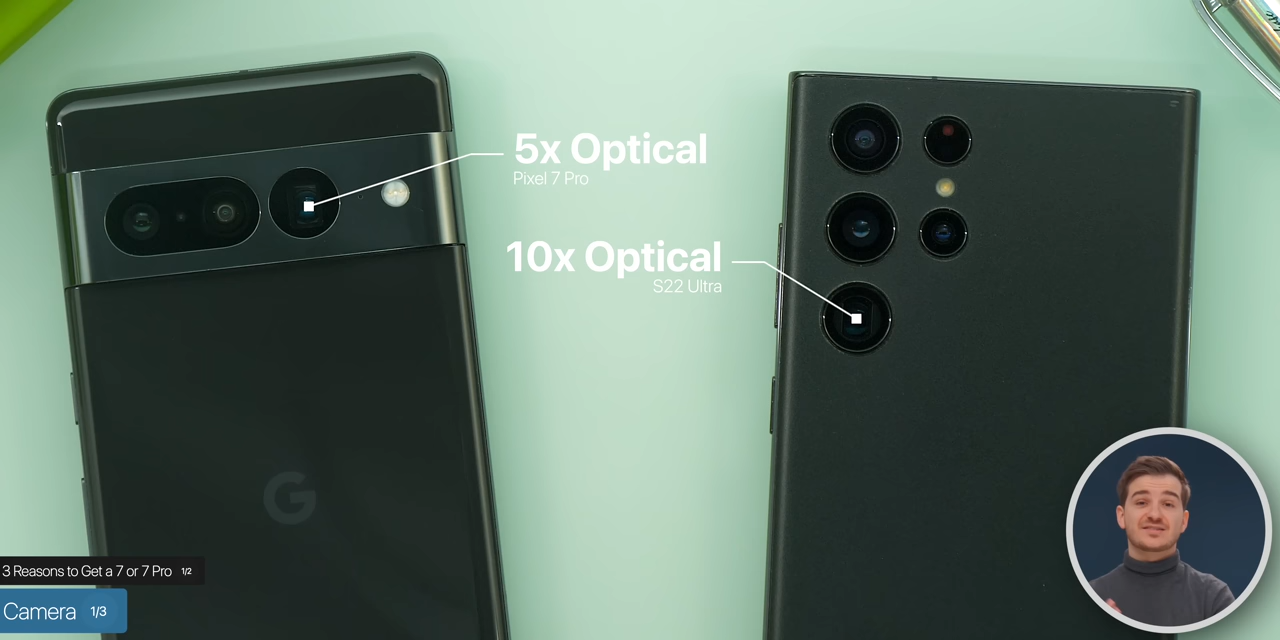 5x Optical
Pixel 7 Pro
10x Optical
S22 Ultra
G
3 Reasons to Get a 7 or 7 Pro 1/2
Camera 1/3